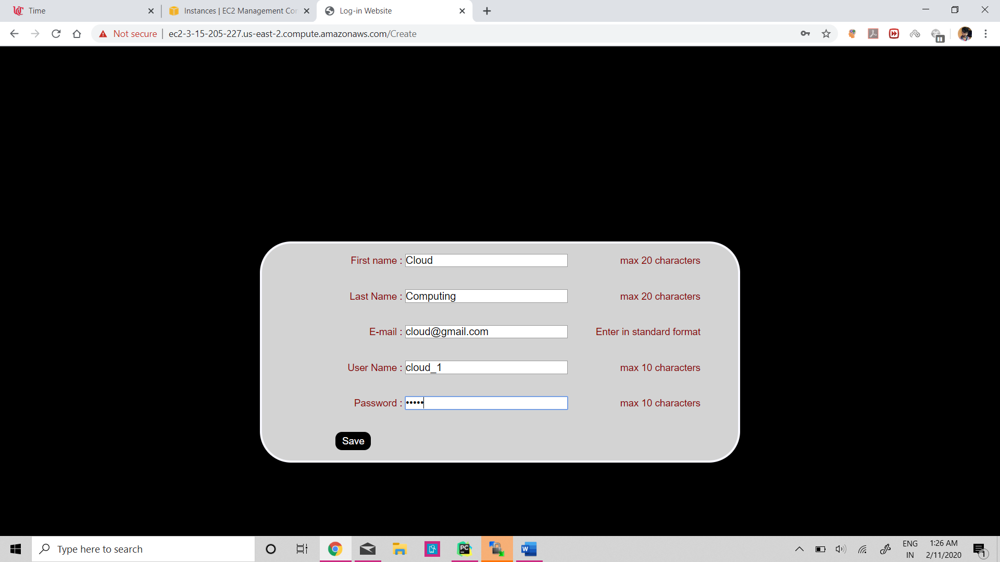 Time
Instances | EC2 Management Con
Log-in Website
Not secure
ec2-3-15-205-227.us-east-2.compute.amazonaws.com/Create
First name : Cloud max 20 characters
Last Name : Computing max 20 characters
E-mail : cloud@gmail.com Enter in standard format
User Name : cloud_1 max 10 characters
Password : ••••• max 10 characters
Save
Type here to search
PC
W
ENG
IN
1:26 AM
2/11/2020
1